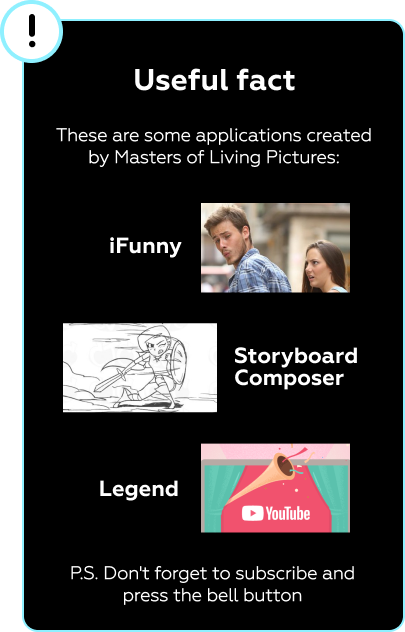 !
Useful fact
These are some applications created
by Masters of Living Pictures:
iFunny
Storyboard
Composer
Legend
YouTube
P.S. Don't forget to subscribe and
press the bell button